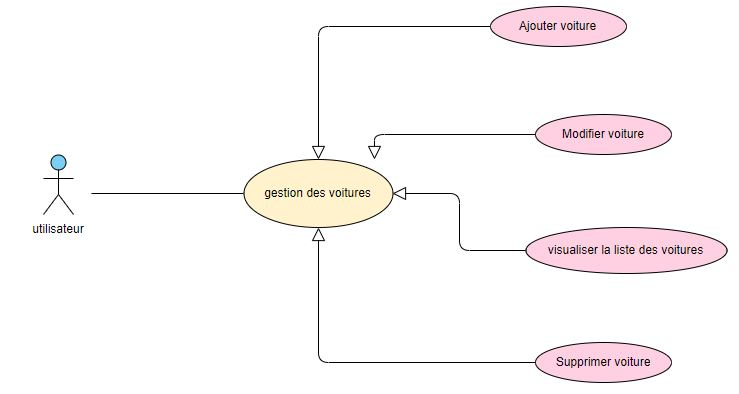 Ajouter voiture
Modifier voiture
gestion des voitures
utilisateur
visualiser la liste des voitures
Supprimer voiture